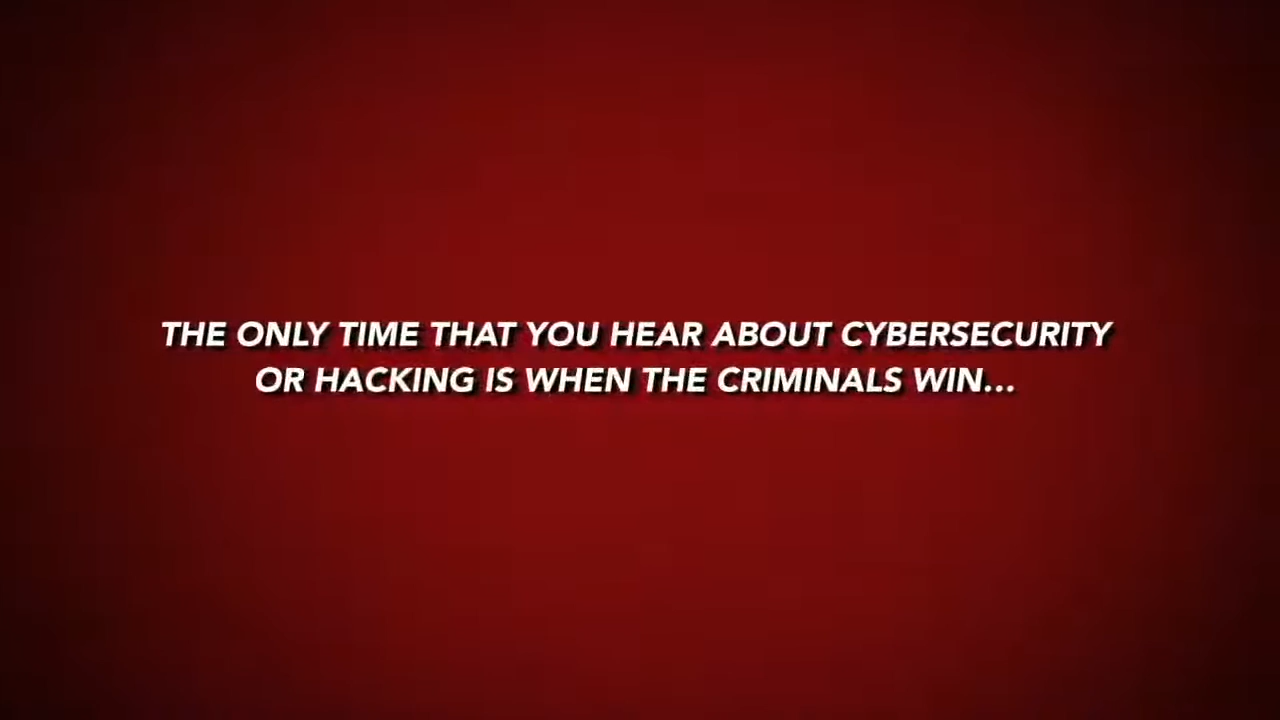 THE ONLY TIME THAT YOU HEAR ABOUT CYBERSECURITY
OR HACKING IS WHEN THE CRIMINALS WIN...